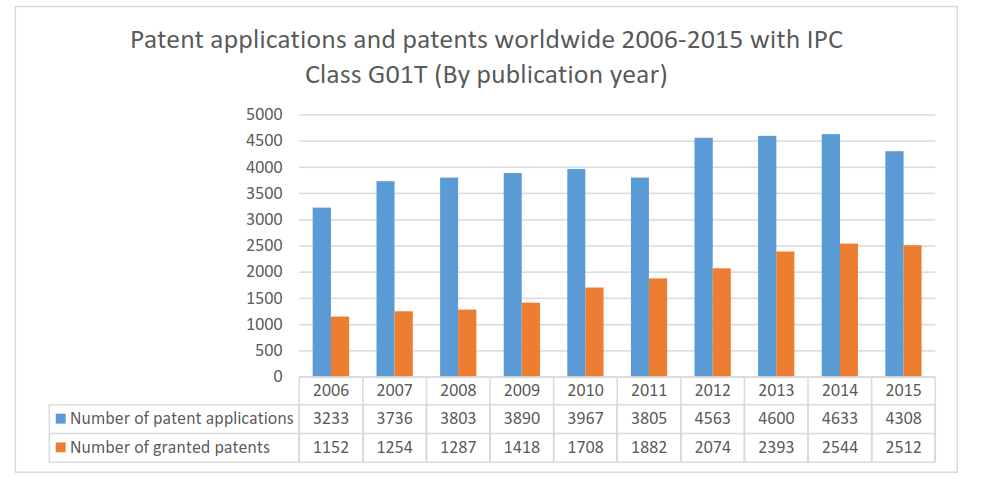 Patent applications and patents worldwide 2006-2015 with IPC
Class G01T (By publication year)
5000
4500
4000
3500
3000
2500
2000
1500
1000
500
0
2006 2007 2008 2009 2010 2011 2012 2013 2014 2015
Number of patent applications 3233 3736 3803 3890 3967 3805 4563 4600 4633 4308
Number of granted patents 1152 1254 1287 1418 1708 1882 2074 2393 2544 2512